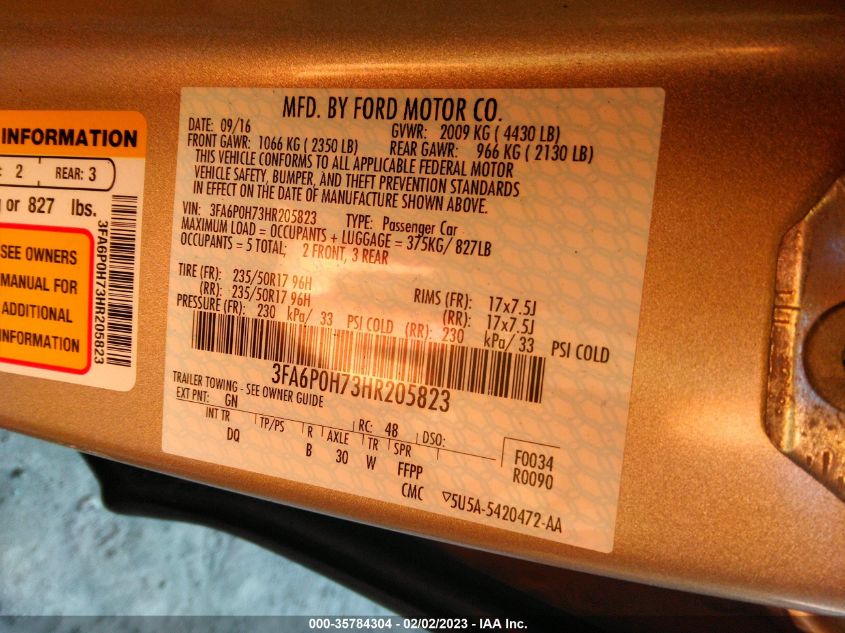 INFORMATION
2 REAR: 3
or 827 lbs.
SEE OWNERS
MANUAL FOR
ADDITIONAL
INFORMATION
3FA6P0H73HR205823
MFD. BY FORD MOTOR CO.
DATE: 09/16 GVWR: 2009 KG ( 4430 LB)
FRONT GAWR: 1066 KG ( 2350 LB) REAR GAWR: 966 KG ( 2130 LB)
THIS VEHICLE CONFORMS TO ALL APPLICABLE FEDERAL MOTOR
VEHICLE SAFETY, BUMPER, AND THEFT PREVENTION STANDARDS
IN EFFECT ON THE DATE OF MANUFACTURE SHOWN ABOVE.
VIN: 3FA6P0H73HR205823 TYPE: Passenger Car
MAXIMUM LOAD = OCCUPANTS + LUGGAGE = 375KG/ 827LB
OCCUPANTS = 5 TOTAL; 2 FRONT, 3 REAR
TIRE (FR): 235/50R17 96H RIMS (FR): 17x7.5J
(RR): 235/50R17 96H (RR): 17x7.5J
PRESSURE (FR): 230 kPa/ 33 PSI COLD (RR): 230 kPa/ 33 PSI COLD
3FA6P0H73HR205823
TRAILER TOWING - SEE OWNER GUIDE
EXT PNT: GN RC: 48 DSO:
INT TR TP/PS R AXLE TR SPR
DQ B 30 W FFPP
F0034
R0090
CMC ▽5U5A-5420472-AA
000-35784304 - 02/02/2023 - IAA Inc.